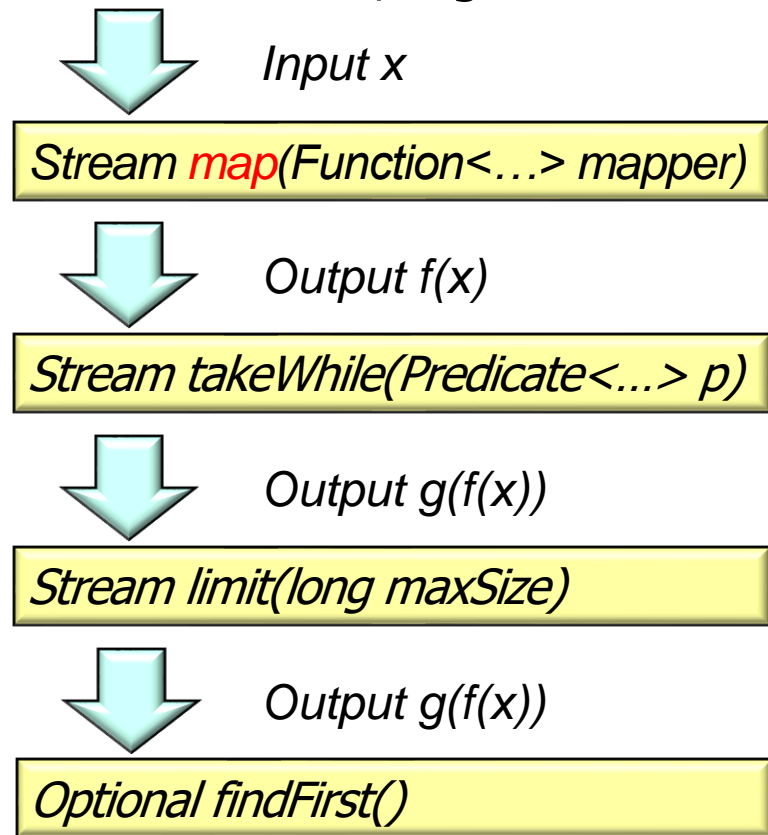 Input x
Stream map(Function<…> mapper)
Output f(x)
Stream takeWhile(Predicate<...> p)
Output g(f(x))
Stream limit(long maxSize)
Output g(f(x))
Optional findFirst()